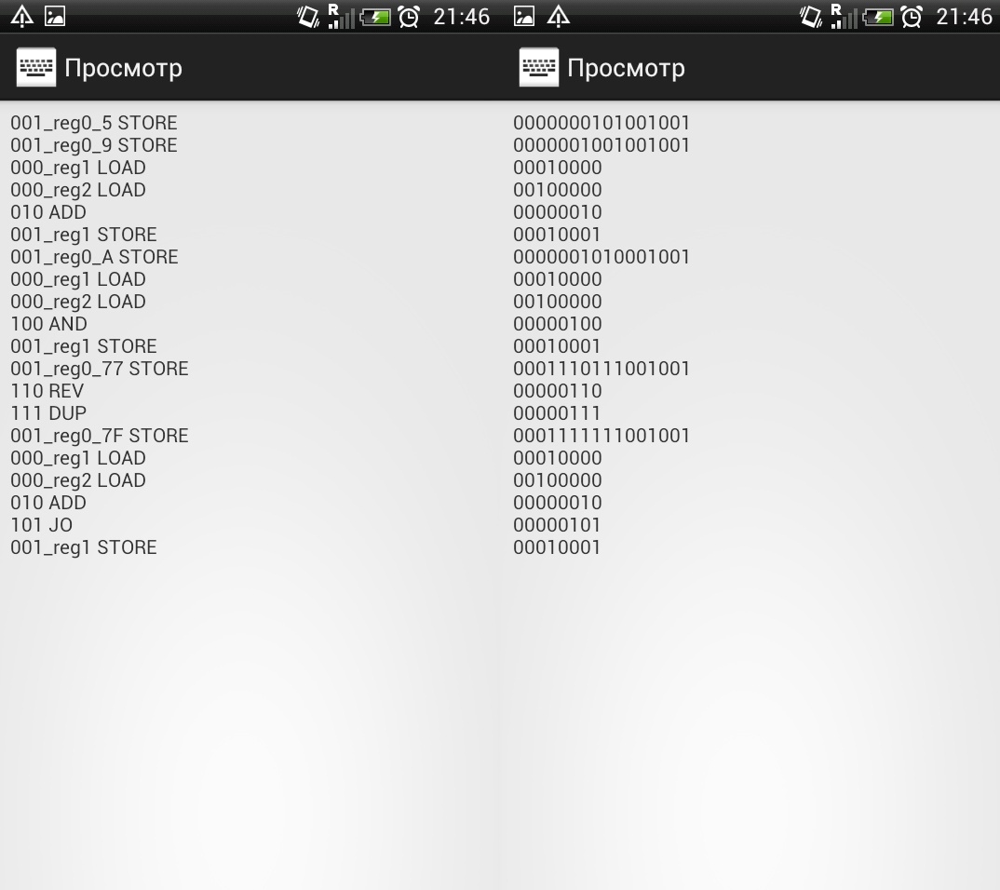 R 21:46
Просмотр
001_reg0_5 STORE
001_reg0_9 STORE
000_reg1 LOAD
000_reg2 LOAD
010 ADD
001_reg1 STORE
001_reg0_A STORE
000_reg1 LOAD
000_reg2 LOAD
100 AND
001_reg1 STORE
001_reg0_77 STORE
110 REV
111 DUP
001_reg0_7F STORE
000_reg1 LOAD
000_reg2 LOAD
010 ADD
101 JO
001_reg1 STORE
R 21:46
Просмотр
0000000101001001
0000001001001001
00010000
00100000
00000010
00010001
0000001010001001
00010000
00100000
00000100
00010001
0001110111001001
00000110
00000111
0001111111001001
00010000
00100000
00000010
00000101
00010001